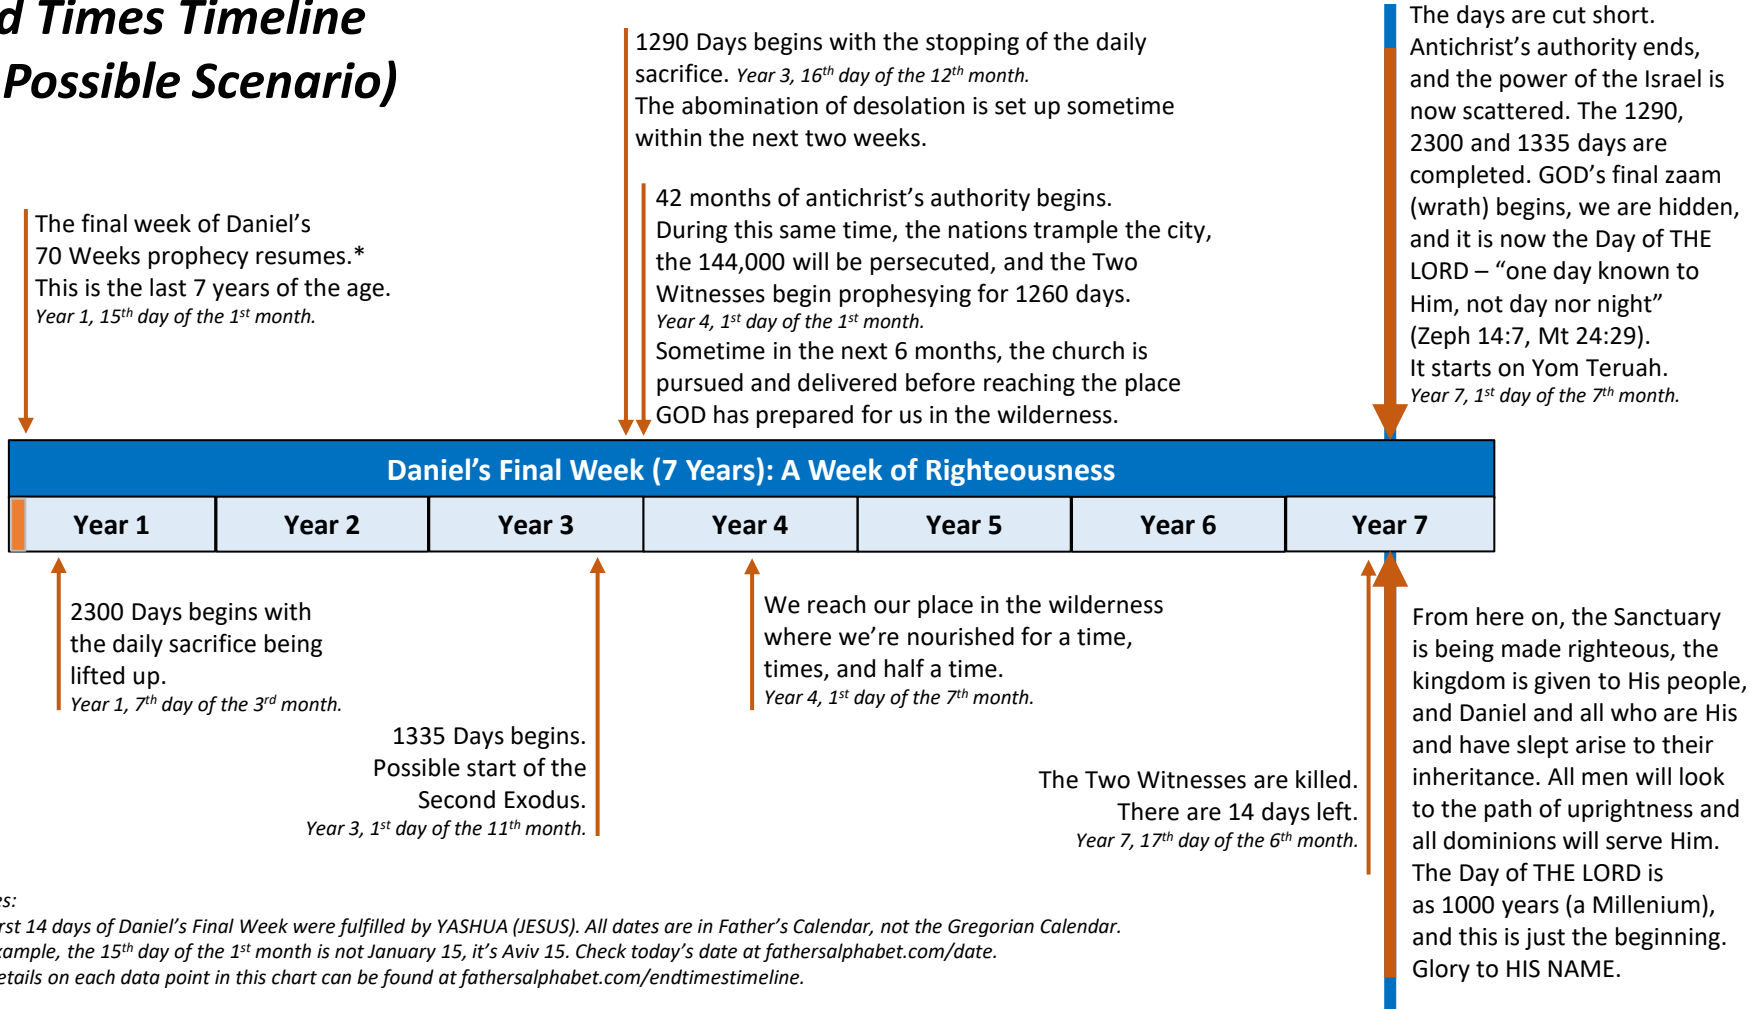 d Times Timeline
Possible Scenario)
1290 Days begins with the stopping of the daily
sacrifice. Year 3, 16th day of the 12th month.
The abomination of desolation is set up sometime
within the next two weeks.
The days are cut short.
Antichrist’s authority ends,
and the power of the Israel is
now scattered. The 1290,
2300 and 1335 days are
completed. GOD’s final zaam
(wrath) begins, we are hidden,
and it is now the Day of THE
LORD – “one day known to
Him, not day nor night”
(Zeph 14:7, Mt 24:29).
It starts on Yom Teruah.
Year 7, 1st day of the 7th month.
The final week of Daniel’s
70 Weeks prophecy resumes.*
This is the last 7 years of the age.
Year 1, 15th day of the 1st month.
42 months of antichrist’s authority begins.
During this same time, the nations trample the city,
the 144,000 will be persecuted, and the Two
Witnesses begin prophesying for 1260 days.
Year 4, 1st day of the 1st month.
Sometime in the next 6 months, the church is
pursued and delivered before reaching the place
GOD has prepared for us in the wilderness.
Daniel’s Final Week (7 Years): A Week of Righteousness
Year 1 Year 2 Year 3 Year 4 Year 5 Year 6 Year 7
2300 Days begins with
the daily sacrifice being
lifted up.
Year 1, 7th day of the 3rd month.
1335 Days begins.
Possible start of the
Second Exodus.
Year 3, 1st day of the 11th month.
We reach our place in the wilderness
where we’re nourished for a time,
times, and half a time.
Year 4, 1st day of the 7th month.
The Two Witnesses are killed.
There are 14 days left.
Year 7, 17th day of the 6th month.
From here on, the Sanctuary
is being made righteous, the
kingdom is given to His people,
and Daniel and all who are His
and have slept arise to their
inheritance. All men will look
to the path of uprightness and
all dominions will serve Him.
The Day of THE LORD is
as 1000 years (a Millenium),
and this is just the beginning.
Glory to HIS NAME.
es:
rst 14 days of Daniel’s Final Week were fulfilled by YASHUA (JESUS). All dates are in Father’s Calendar, not the Gregorian Calendar.
xample, the 15th day of the 1st month is not January 15, it’s Aviv 15. Check today’s date at fathersalphabet.com/date.
etails on each data point in this chart can be found at fathersalphabet.com/endtimestimeline.